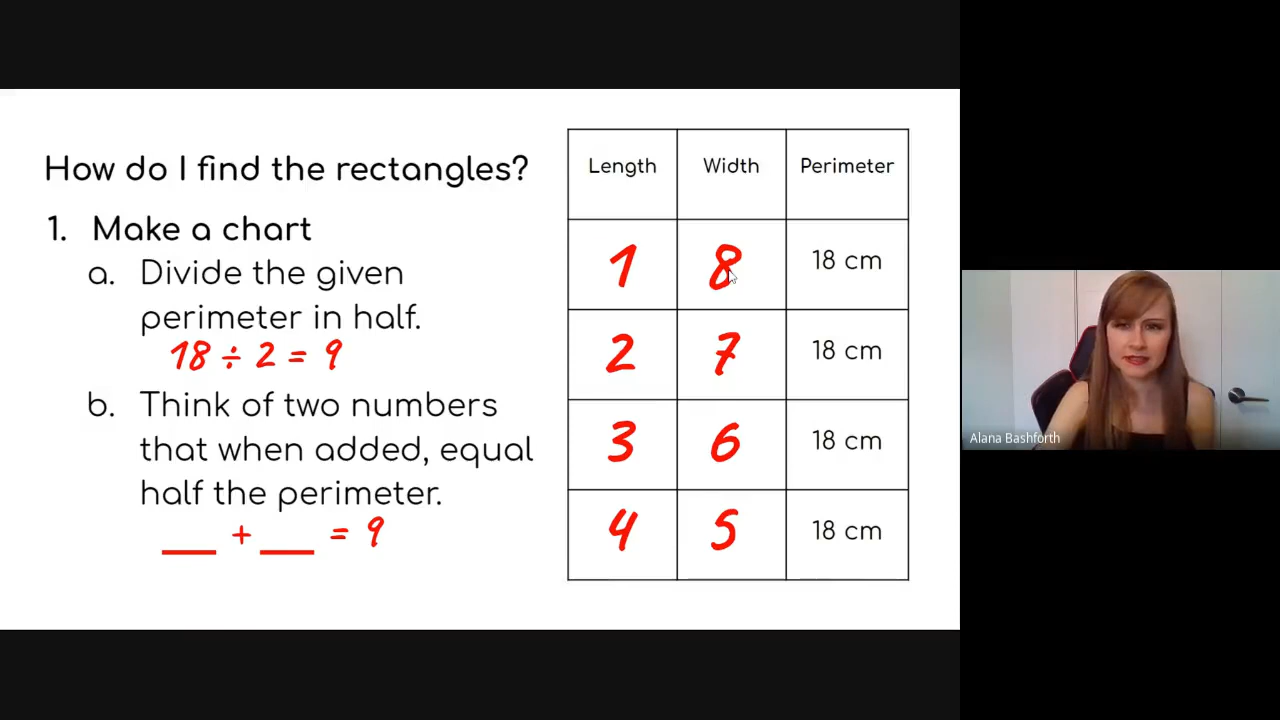 How do I find the rectangles?
1. Make a chart
a. Divide the given
perimeter in half.
18 ÷ 2 = 9
b. Think of two numbers
that when added, equal
half the perimeter.
__ + __ = 9
Length Width Perimeter
1 8 18 cm
2 7 18 cm
3 6 18 cm
4 5 18 cm
Alana Bashforth